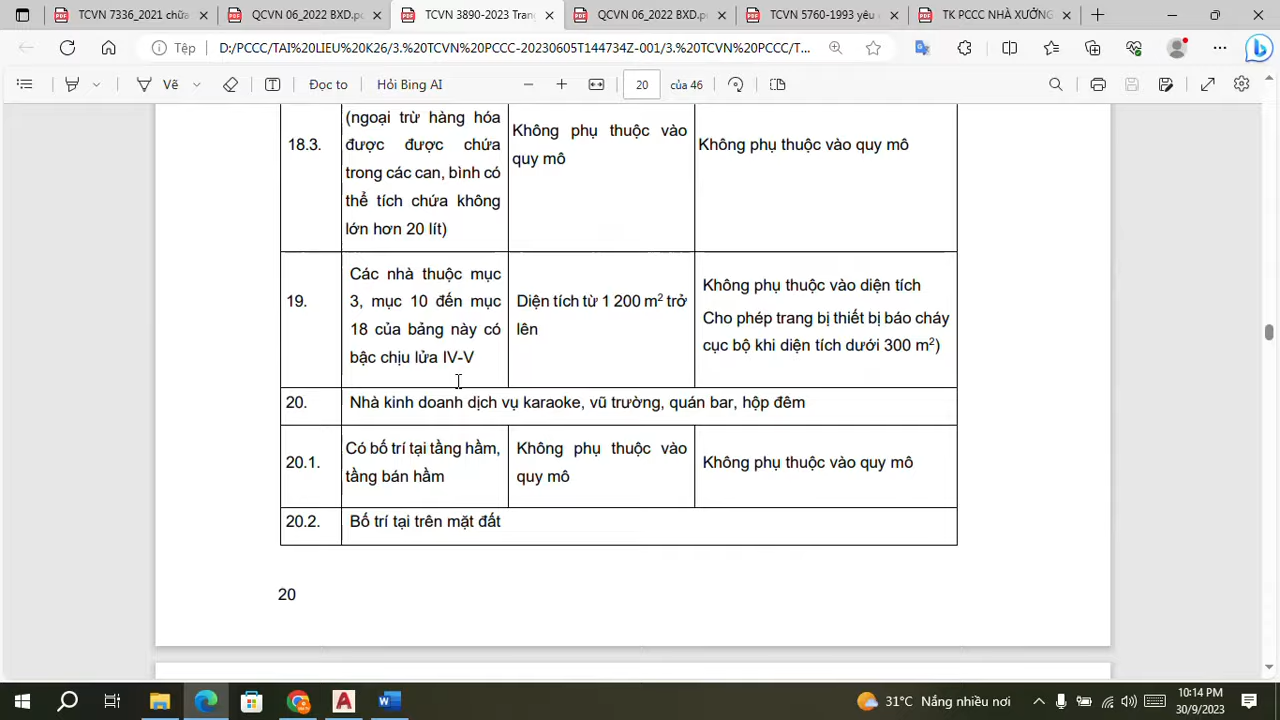 TCVN 7336_2021 chữa
QCVN 06_2022 BXD.pdf
TCVN 3890-2023 Trang
QCVN 06_2022 BXD.pdf
TCVN 5760-1993 yêu c
TK PCCC NHÀ XƯỞNG
Tệp
D:/PCCC/TAI%20LIEU%20K26/3.%20TCVN%20PCCC-20230605T144734Z-001/3.%20TCVN%20PCCC/T...
Vẽ
Đọc to
Hỏi Bing AI
20
của 46
(ngoại trừ hàng hóa
được được chứa
trong các can, bình có
thể tích chứa không
lớn hơn 20 lít)
18.3.
Không phụ thuộc vào
quy mô
Không phụ thuộc vào quy mô
19.
Các nhà thuộc mục
3, mục 10 đến mục
18 của bảng này có
bậc chịu lửa IV-V
Diện tích từ 1 200 m² trở
lên
Không phụ thuộc vào diện tích
Cho phép trang bị thiết bị báo cháy
cục bộ khi diện tích dưới 300 m²)
20.
Nhà kinh doanh dịch vụ karaoke, vũ trường, quán bar, hộp đêm
20.1.
Có bố trí tại tầng hầm,
tầng bán hầm
Không phụ thuộc vào
quy mô
Không phụ thuộc vào quy mô
20.2.
Bố trí tại trên mặt đất
20
31°C
Nắng nhiều nơi
10:14 PM
30/9/2023